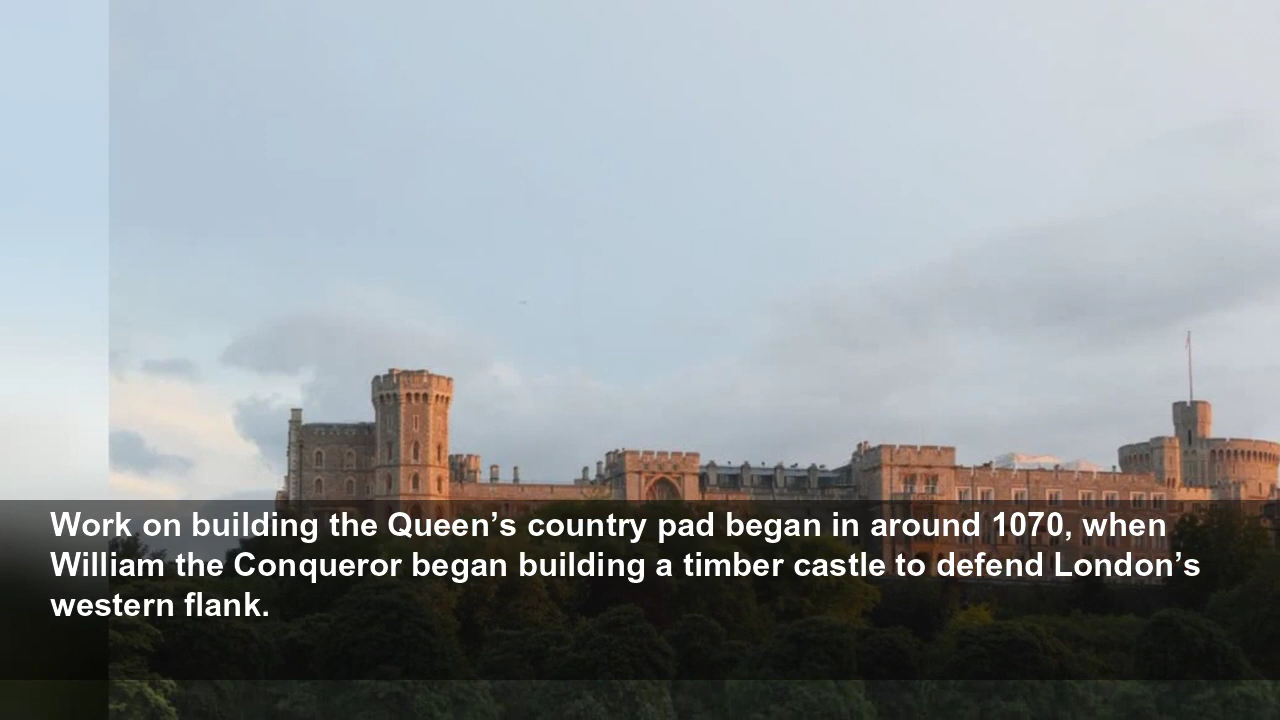 Work on building the Queen’s country pad began in around 1070, when
William the Conqueror began building a timber castle to defend London’s
western flank.